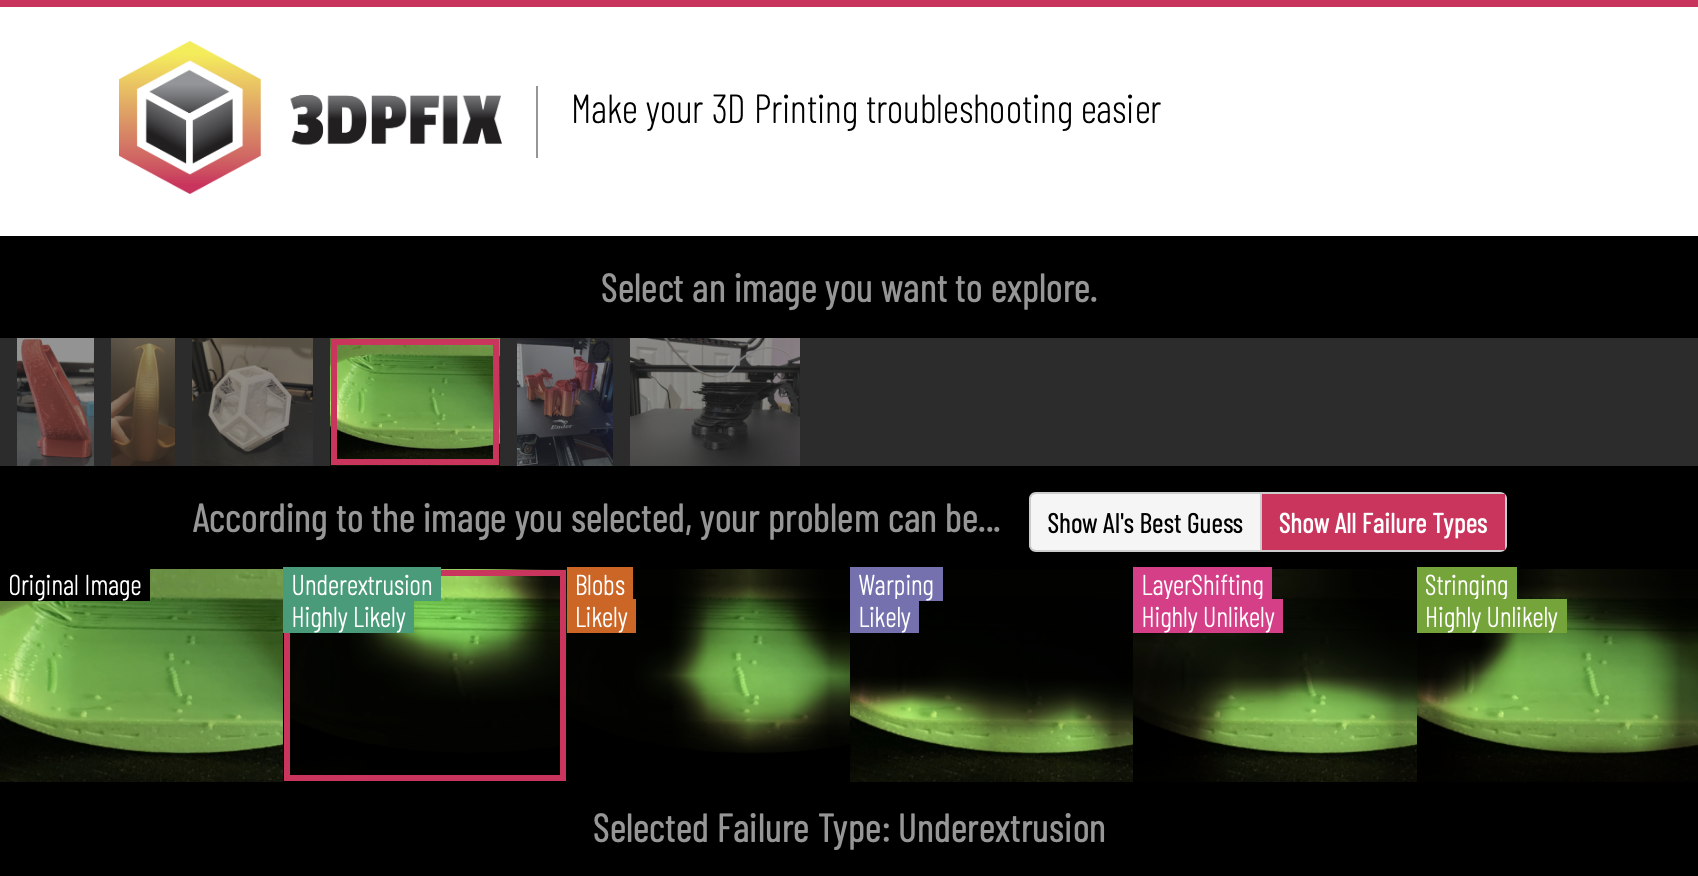 3DPFIX
Make your 3D Printing troubleshooting easier
Select an image you want to explore.
Ender
According to the image you selected, your problem can be...
Show AI's Best Guess
Show All Failure Types
Original Image
Underextrusion
Highly Likely
Blobs
Likely
Warping
Likely
LayerShifting
Highly Unlikely
Stringing
Highly Unlikely
Selected Failure Type: Underextrusion